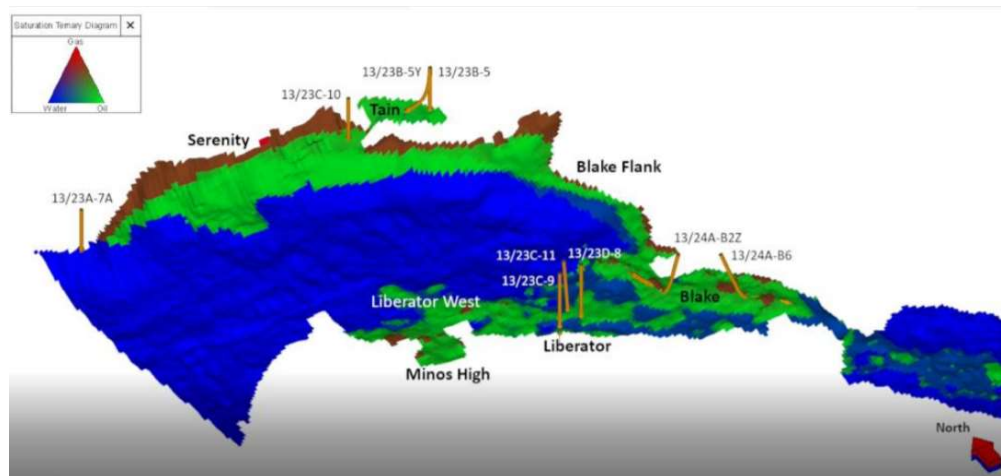 Saturation Ternary Diagram
Gas
Water Oil
13/23B-5Y 13/23B-5
13/23C-10
Tain
Serenity
Blake Flank
13/23A-7A
13/24A-B2Z
13/23C-11 13/23D-8
13/24A-B6
13/23C-9
Liberator West
Blake
Liberator
Minos High
North